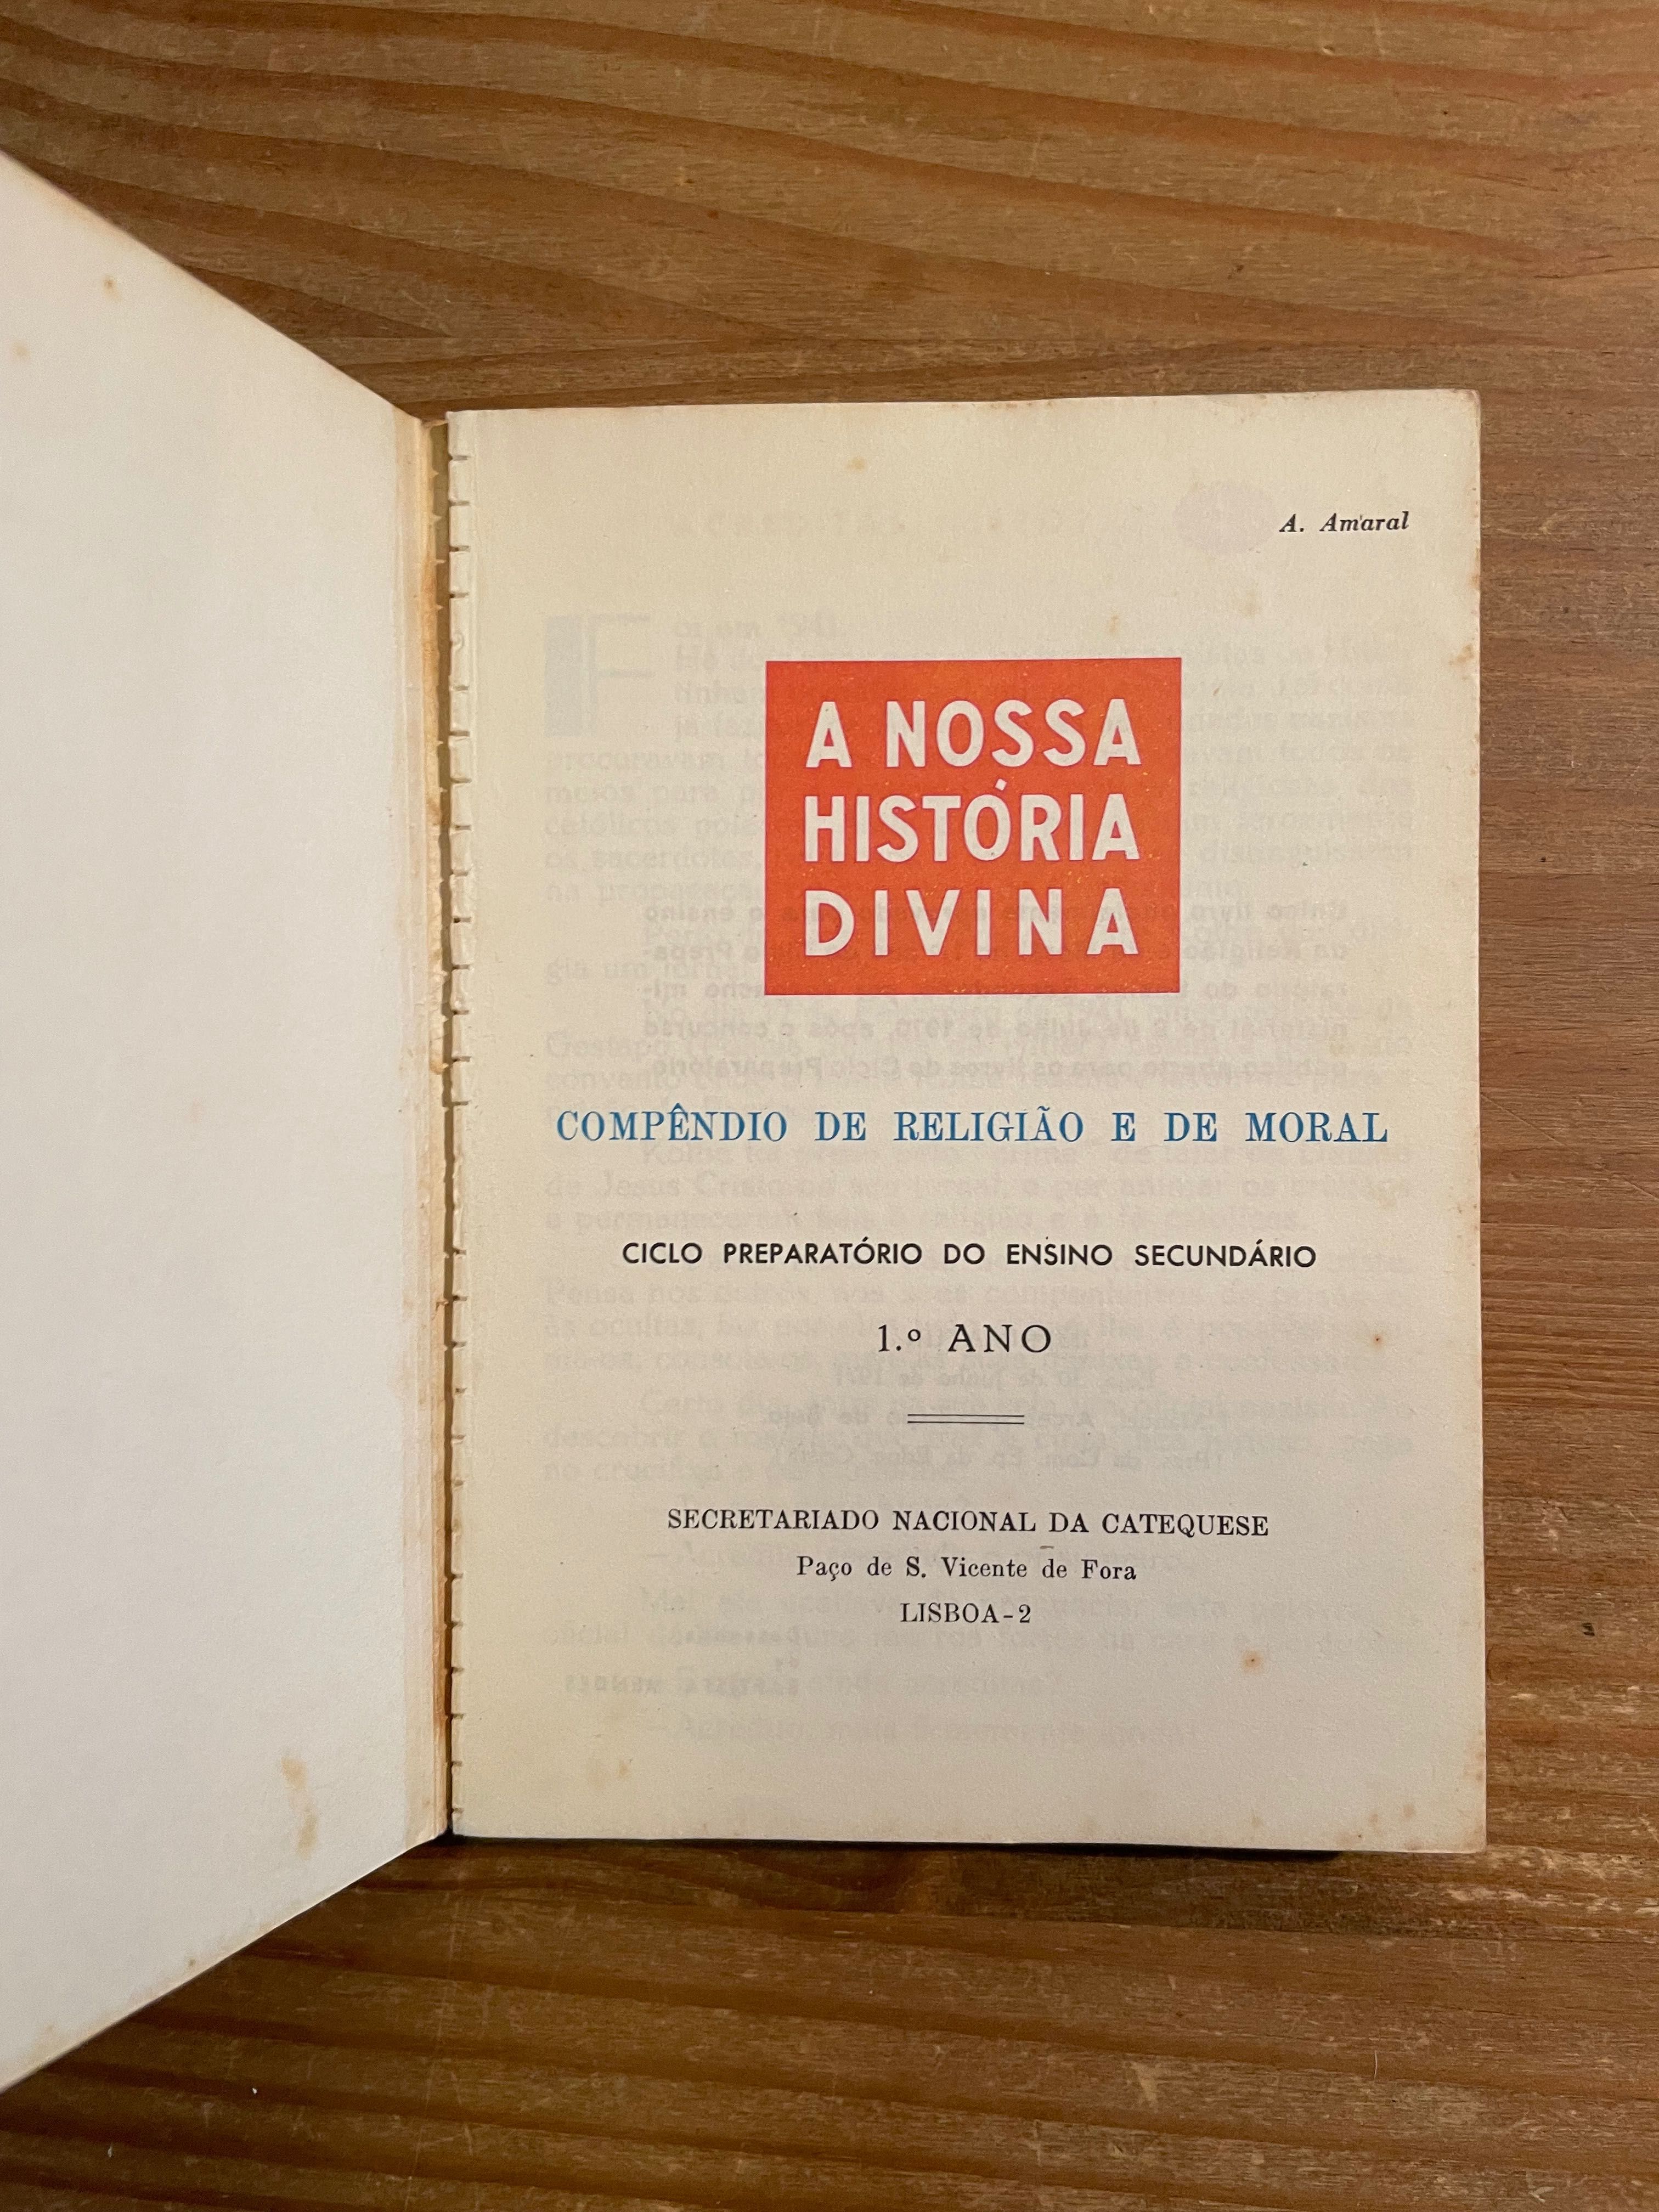 A. Amaral
A NOSSA
HISTÓRIA
DIVINA
COMPÊNDIO DE RELIGIÃO E DE MORAL
CICLO PREPARATÓRIO DO ENSINO SECUNDÁRIO
1.º ANO
SECRETARIADO NACIONAL DA CATEQUESE
Paço de S. Vicente de Fora
LISBOA-2